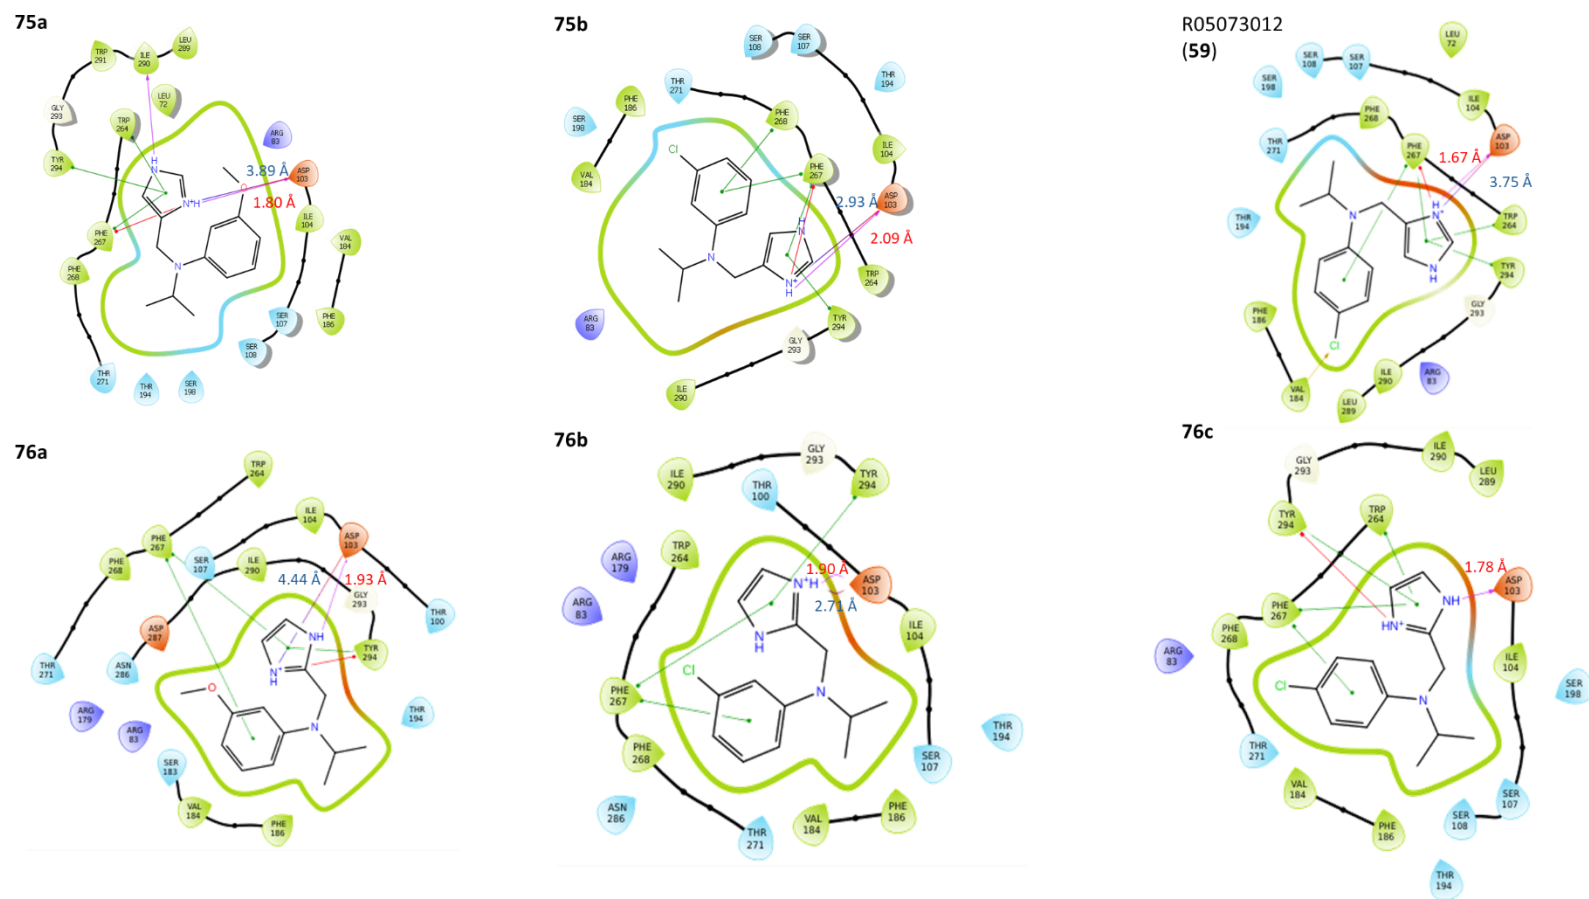 75a
TRP
291
ILE
290
LEU
289
GLY
293
LEU
72
TRP
264
ARG
83
TYR
294
H
N
N⁺H
O
3.89 Å
ASP
103
1.80 Å
PHE
267
ILE
104
VAL
184
PHE
268
N
PHE
186
SER
107
SER
108
THR
271
THR
194
SER
198
75b
SER
108
SER
107
THR
194
THR
271
PHE
186
SER
198
PHE
268
Cl
ILE
104
VAL
184
PHE
267
2.93 Å
ASP
103
2.09 Å
H
N
N
N⁺
H
TRP
264
ARG
83
TYR
294
GLY
293
ILE
290
R05073012
(59)
LEU
72
SER
108
SER
107
SER
198
ILE
104
PHE
268
THR
271
PHE
267
1.67 Å
ASP
103
3.75 Å
H
N⁺
N
THR
194
TRP
264
N
H
TYR
294
GLY
293
PHE
186
Cl
ILE
290
ARG
83
VAL
184
LEU
289
76a
TRP
264
ILE
104
PHE
267
ASP
103
PHE
268
SER
107
ILE
290
4.44 Å
1.93 Å
GLY
293
THR
100
ASP
287
NH
TYR
294
THR
271
ASN
286
N⁺
H
O
ARG
179
ARG
83
THR
194
N
SER
183
VAL
184
PHE
186
76b
GLY
293
ILE
290
THR
100
TYR
294
ARG
179
TRP
264
1.90 Å
N⁺H
ASP
103
2.71 Å
ARG
83
N
H
ILE
104
Cl
PHE
267
N
THR
194
PHE
268
SER
107
ASN
286
THR
271
VAL
184
PHE
186
76c
GLY
293
ILE
290
LEU
289
TYR
294
TRP
264
1.78 Å
ASP
103
NH
PHE
267
HN⁺
PHE
268
ARG
83
ILE
104
Cl
SER
198
N
THR
271
VAL
184
SER
107
SER
108
PHE
186
THR
194